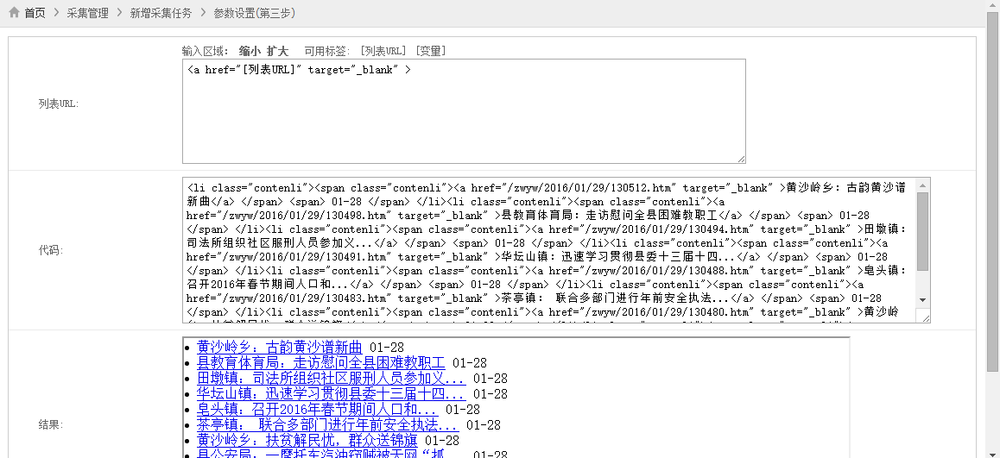 首页 > 采集管理 > 新增采集任务 > 参数设置(第三步)
输入区域: 缩小 扩大 可用标签: [列表URL] [变量]
列表URL:
<a href="[列表URL]" target="_blank" >
代码:
<li class="contenli"><span class="contenli"><a href="/zwyw/2016/01/29/130512.htm" target="_blank" >黄沙岭乡：古韵黄沙谱
新曲</a> </span> <span> 01-28 </span> </li><li class="contenli"><span class="contenli"><a
href="/zwyw/2016/01/29/130498.htm" target="_blank" >县教育体育局：走访慰问全县困难教职工</a> </span> <span> 01-28
</span> </li><li class="contenli"><span class="contenli"><a href="/zwyw/2016/01/29/130494.htm" target="_blank" >田墩镇：
司法所组织社区服刑人员参加义...</a> </span> <span> 01-28 </span> </li><li class="contenli"><span class="contenli"><a
href="/zwyw/2016/01/29/130491.htm" target="_blank" >华坛山镇：迅速学习贯彻县委十三届十四...</a> </span> <span> 01-28
</span> </li><li class="contenli"><span class="contenli"><a href="/zwyw/2016/01/29/130488.htm" target="_blank" >皂头镇：
召开2016年春节期间人口和...</a> </span> <span> 01-28 </span> </li><li class="contenli"><span class="contenli"><a
href="/zwyw/2016/01/29/130483.htm" target="_blank" >茶亭镇： 联合多部门进行年前安全执法...</a> </span> <span> 01-28
</span> </li><li class="contenli"><span class="contenli"><a href="/zwyw/2016/01/29/130480.htm" target="_blank" >黄沙岭
结果:
黄沙岭乡：古韵黄沙谱新曲 01-28
县教育体育局：走访慰问全县困难教职工 01-28
田墩镇：司法所组织社区服刑人员参加义... 01-28
华坛山镇：迅速学习贯彻县委十三届十四... 01-28
皂头镇：召开2016年春节期间人口和... 01-28
茶亭镇： 联合多部门进行年前安全执法... 01-28
黄沙岭乡：扶贫解民忧，群众送锦旗 01-28
县公安局：一摩托车汽油窃贼被天网“抓... 01-28